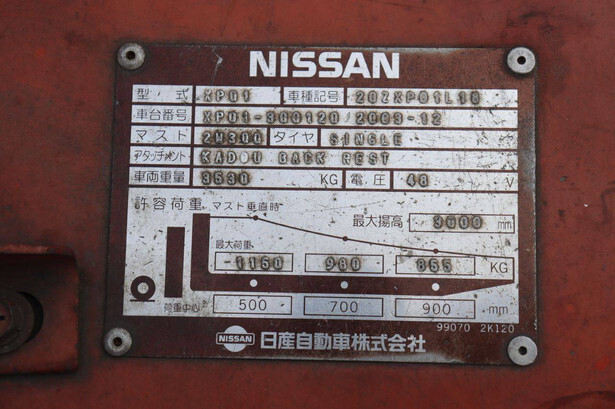 NISSAN
型式 XP01 車種記号 20ZXP01L18
車台番号 XP01-300120/2003-12
マスト 2M300 タイヤ SINGLE
アタッチメント KADOU BACK REST
車両重量 3530 KG 電圧 48 V
許容荷重 マスト垂直時 最大揚高 3000 mm
最大荷重
1150 980 855 KG
荷重中心 500 700 900 mm
99070 2K120
NISSAN 日産自動車株式会社